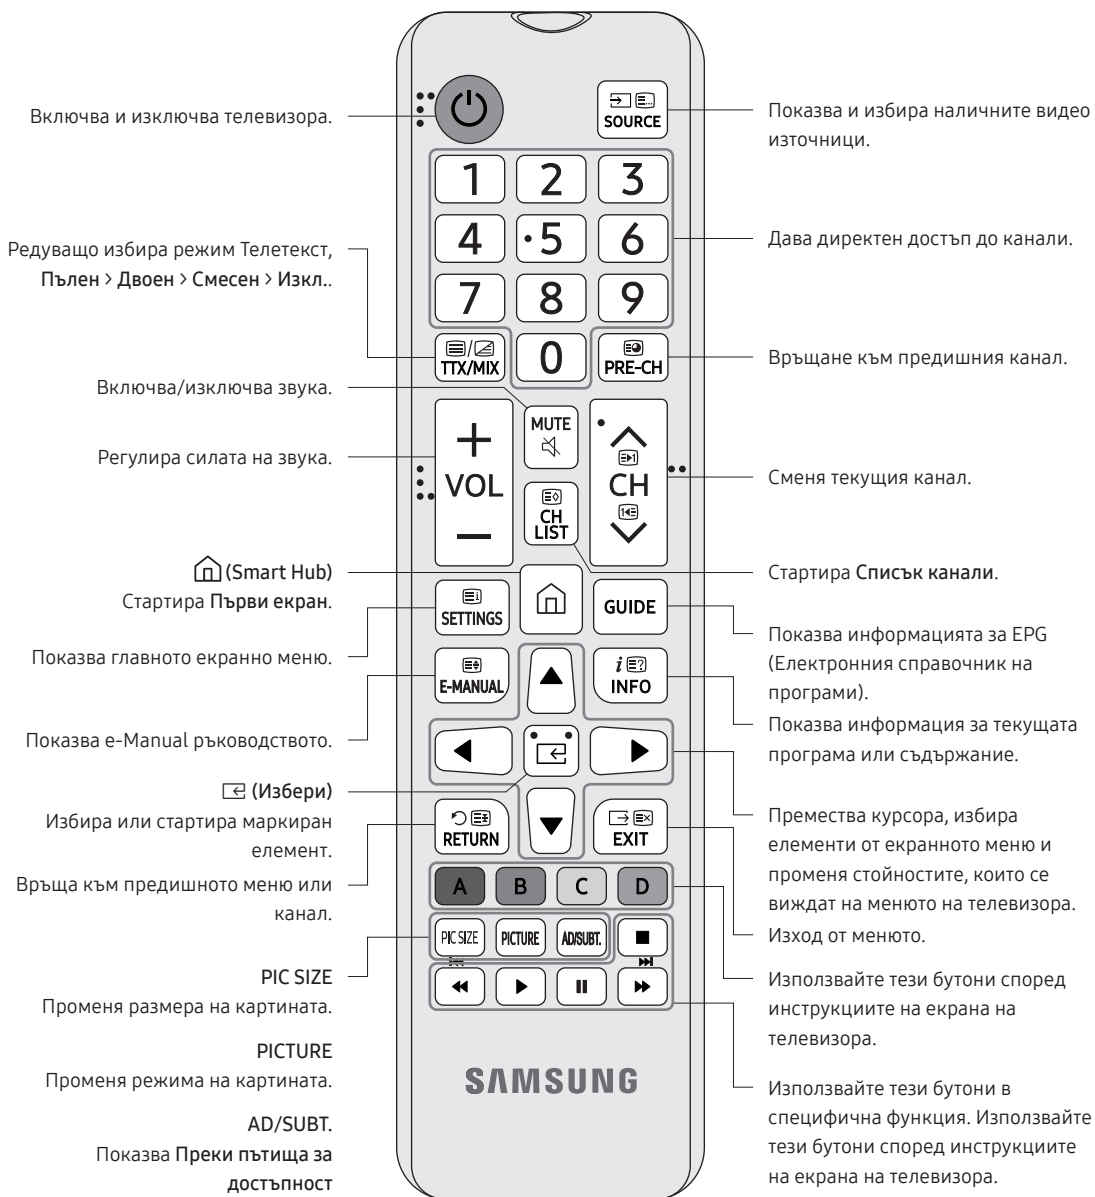 Включва и изключва телевизора.
Редуващо избира режим Телетекст,
Пълен > Двоен > Смесен > Изкл..
Включва/изключва звука.
Регулира силата на звука.
(Smart Hub)
Стартира Първи екран.
Показва главното екранно меню.
Показва e-Manual ръководството.
(Избери)
Избира или стартира маркиран
елемент.
Връща към предишното меню или
канал.
PIC SIZE
Променя размера на картината.
PICTURE
Променя режима на картината.
AD/SUBT.
Показва Преки пътища за
достъпност
SOURCE
1 2 3
4 5 6
7 8 9
TTX/MIX 0 PRE-CH
MUTE
+
VOL
—
CH
CH
LIST
SETTINGS
GUIDE
E-MANUAL
i ?
INFO
RETURN
EXIT
A B C D
PIC SIZE PICTURE AD/SUBT.
SAMSUNG
Показва и избира наличните видео
източници.
Дава директен достъп до канали.
Връщане към предишния канал.
Сменя текущия канал.
Стартира Списък канали.
Показва информацията за EPG
(Електронния справочник на
програми).
Показва информация за текущата
програма или съдържание.
Премества курсора, избира
елементи от екранното меню и
променя стойностите, които се
виждат на менюто на телевизора.
Изход от менюто.
Използвайте тези бутони според
инструкциите на екрана на
телевизора.
Използвайте тези бутони в
специфична функция. Използвайте
тези бутони според инструкциите
на екрана на телевизора.